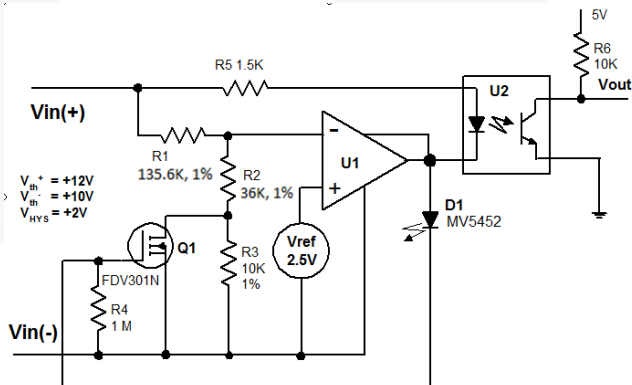 5V
R6
10K
Vout
R5 1.5K
U2
Vin(+)
R1
135.6K, 1%
R2
36K, 1%
-
U1
+
Vth+ = +12V
Vth- = +10V
VHYS = +2V
D1
MV5452
Q1
Vref
2.5V
R3
10K
1%
FDV301N
R4
1 M
Vin(-)